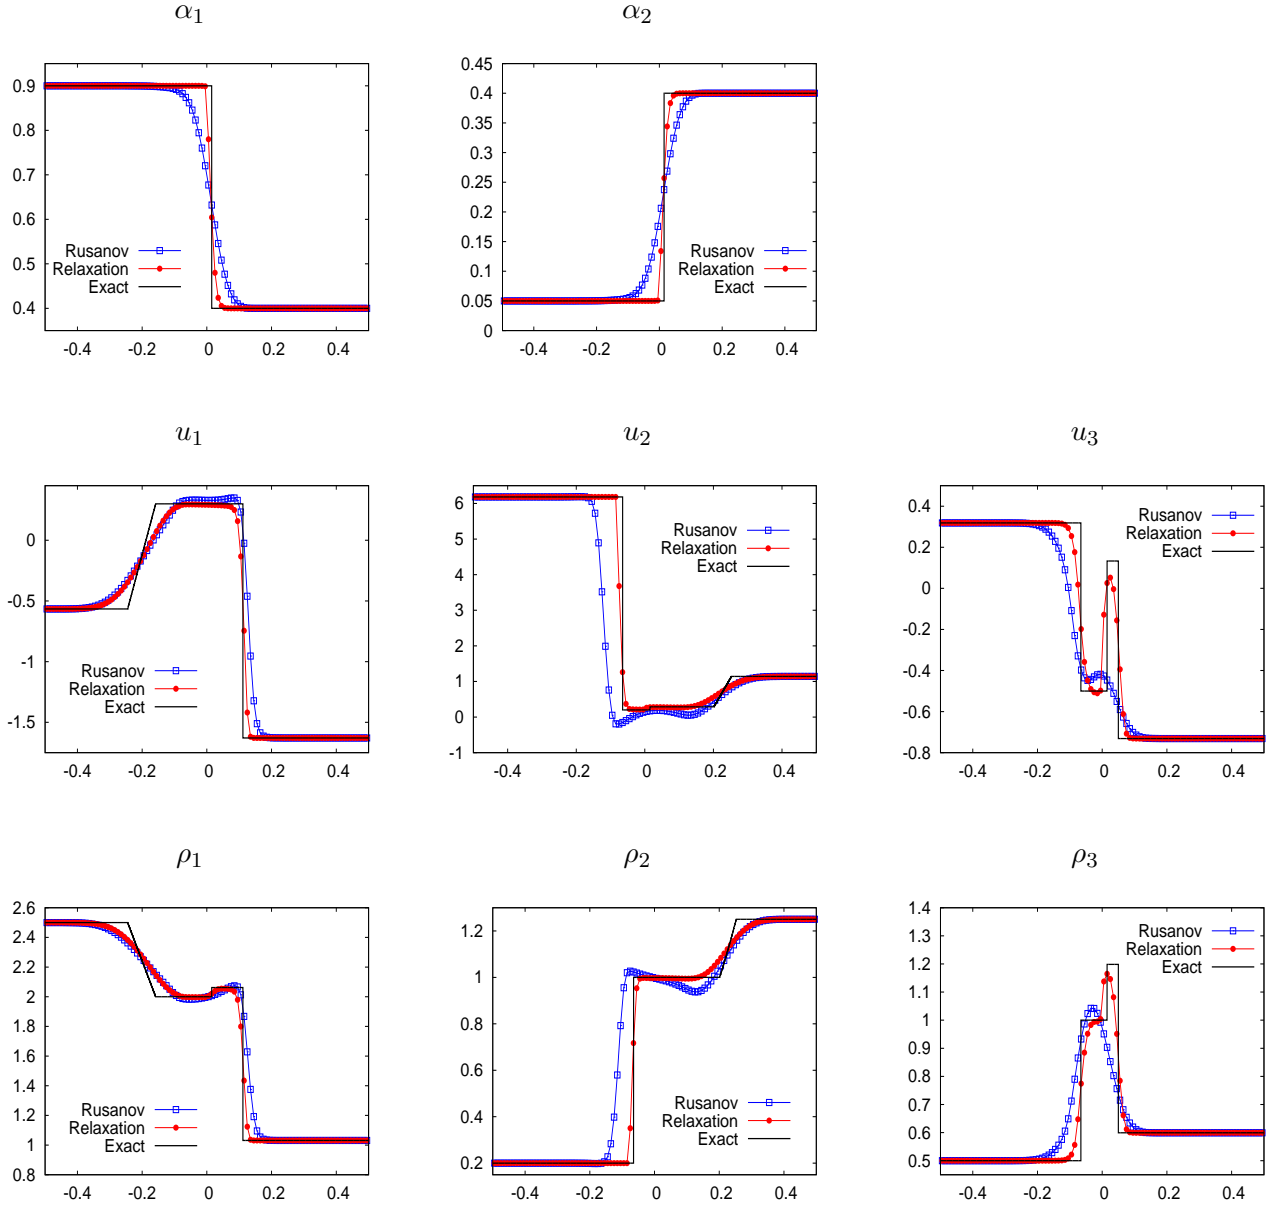 α₁ α₂
0.9
0.8
0.7
0.6
0.5
0.4
Rusanov
Relaxation
Exact
-0.4 -0.2 0 0.2 0.4
0.45
0.4
0.35
0.3
0.25
0.2
0.15
0.1
0.05
0
Rusanov
Relaxation
Exact
-0.4 -0.2 0 0.2 0.4
u₁ u₂ u₃
0
-0.5
-1
-1.5
Rusanov
Relaxation
Exact
-0.4 -0.2 0 0.2 0.4
6
5
4
3
2
1
0
-1
Rusanov
Relaxation
Exact
-0.4 -0.2 0 0.2 0.4
0.4
0.2
0
-0.2
-0.4
-0.6
-0.8
Rusanov
Relaxation
Exact
-0.4 -0.2 0 0.2 0.4
ρ₁ ρ₂ ρ₃
2.6
2.4
2.2
2
1.8
1.6
1.4
1.2
1
0.8
Rusanov
Relaxation
Exact
-0.4 -0.2 0 0.2 0.4
1.2
1
0.8
0.6
0.4
0.2
Rusanov
Relaxation
Exact
-0.4 -0.2 0 0.2 0.4
1.4
1.3
1.2
1.1
1
0.9
0.8
0.7
0.6
0.5
Rusanov
Relaxation
Exact
-0.4 -0.2 0 0.2 0.4